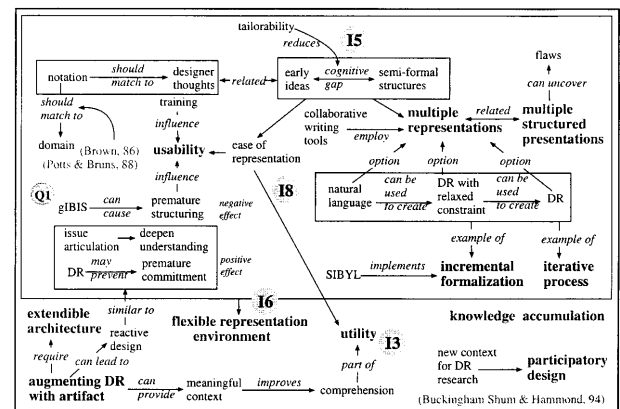 tailorability
reduces
I5
flaws
can uncover
notation
should
match to
designer
thoughts
related
early
ideas
cognitive
gap
semi-formal
structures
should
match to
training
influence
collaborative
writing
tools
employ
multiple
representations
related
multiple
structured
presentations
domain
(Brown, 86)
(Potts & Bruns, 88)
usability
ease of
representation
option
option
option
influence
I8
Q1
gIBIS
can
cause
premature
structuring
negative
effect
natural
language
can be
used
to create
DR with
relaxed
constraint
can be
used
to create
DR
issue
articulation
deepen
understanding
DR
may
prevent
premature
committment
positive
effect
example of
example of
SIBYL
implements
incremental
formalization
iterative
process
extendible
architecture
similar to
reactive
design
I6
flexible representation
environment
utility
I3
knowledge accumulation
require
can lead to
part of
new context
for DR
research
participatory
design
augmenting DR
with artifact
can
provide
meaningful
context
improves
comprehension
(Buckingham Shum & Hammond, 94)